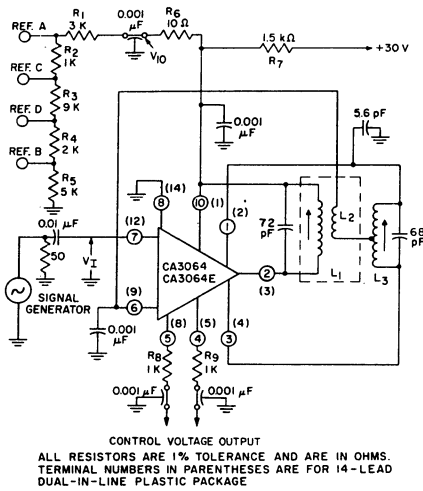 REF. A
R1
3 K
0.001
μF
R6
10 Ω
V10
1.5 kΩ
R7
+30 V
R2
1K
REF. C
R3
9K
REF. D
R4
2 K
REF. B
R5
5 K
0.001
μF
5.6 pF
(14)
8
10 (1)
(2)
1
72
pF
L2
L1
L3
68
pF
0.01 μF
50
VI
(12)
7
CA3064
CA3064E
2
(3)
SIGNAL
GENERATOR
(9)
6
0.001
μF
5 (8)
4 (5)
3 (4)
R8
1K
R9
1K
0.001 μF
0.001 μF
CONTROL VOLTAGE OUTPUT
ALL RESISTORS ARE 1% TOLERANCE AND ARE IN OHMS.
TERMINAL NUMBERS IN PARENTHESES ARE FOR 14-LEAD
DUAL-IN-LINE PLASTIC PACKAGE